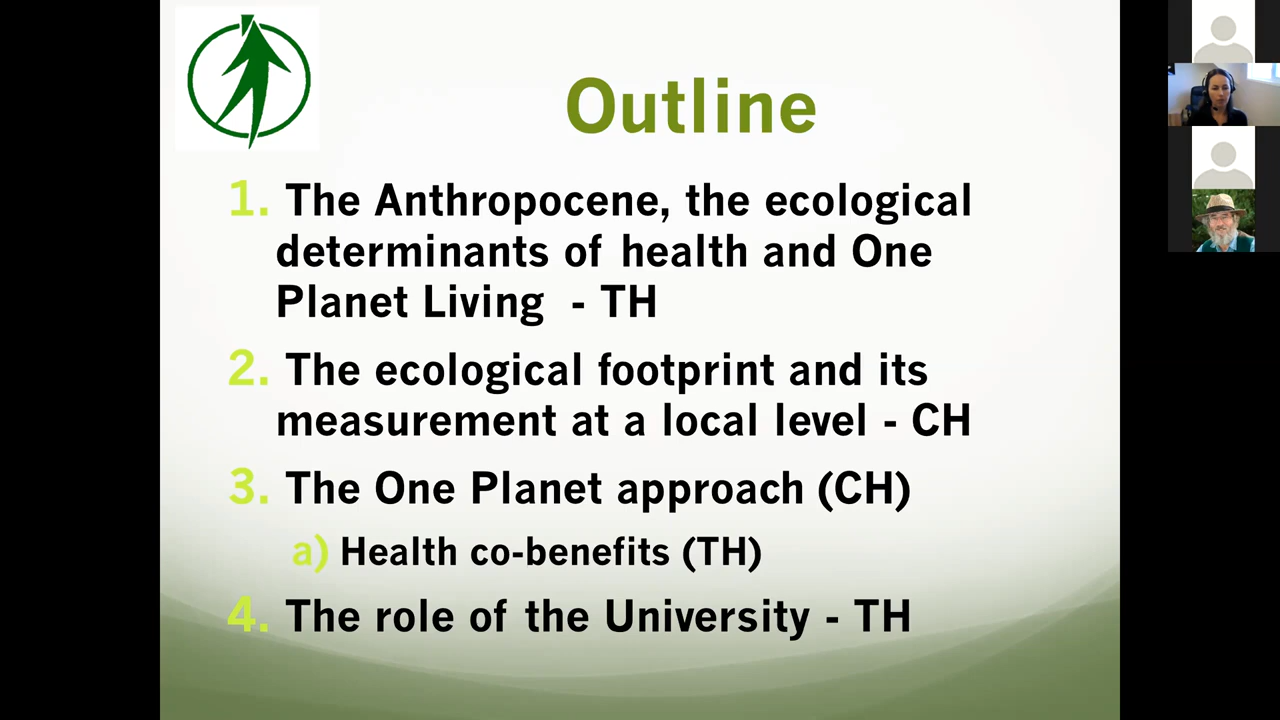 Outline
1. The Anthropocene, the ecological
determinants of health and One
Planet Living - TH
2. The ecological footprint and its
measurement at a local level - CH
3. The One Planet approach (CH)
a) Health co-benefits (TH)
4. The role of the University - TH